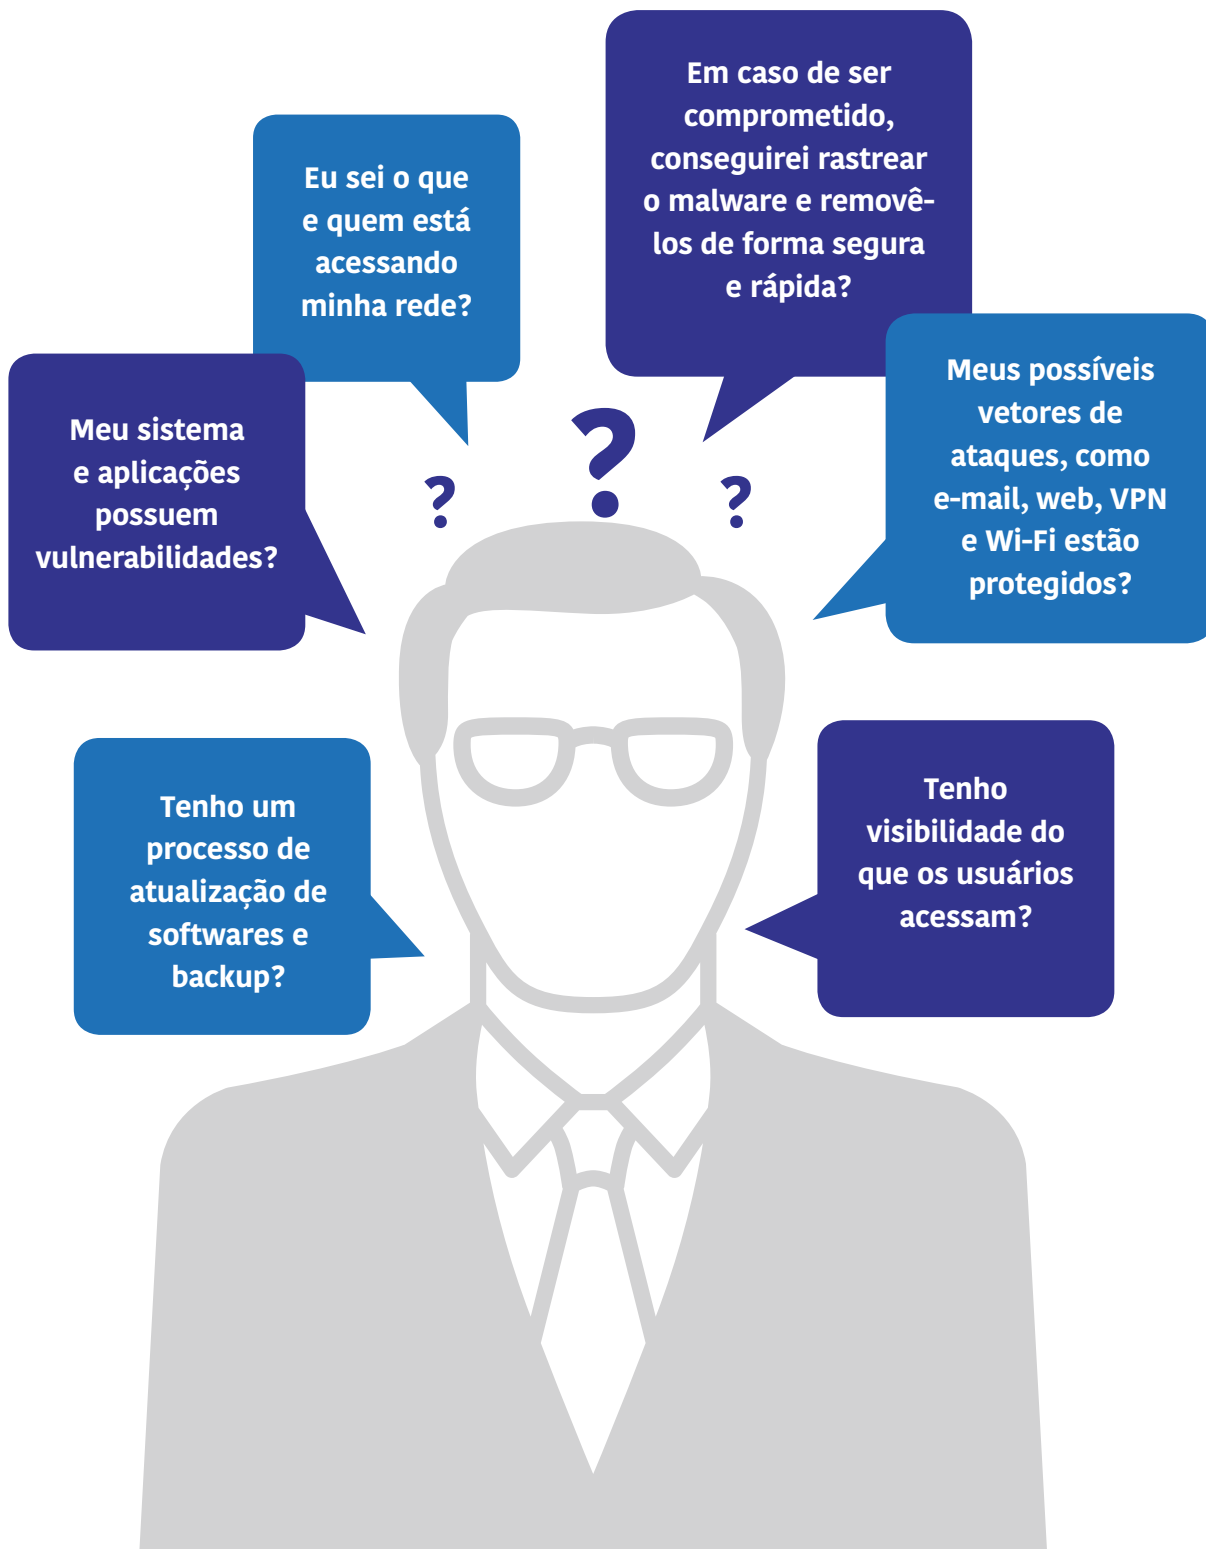 Em caso de ser
comprometido,
conseguirei rastrear
o malware e removê-
los de forma segura
e rápida?
Eu sei o que
e quem está
acessando
minha rede?
Meus possíveis
vetores de
ataques, como
e-mail, web, VPN
e Wi-Fi estão
protegidos?
Meu sistema
e aplicações
possuem
vulnerabilidades?
?
?
?
Tenho um
processo de
atualização de
softwares e
backup?
Tenho
visibilidade do
que os usuários
acessam?